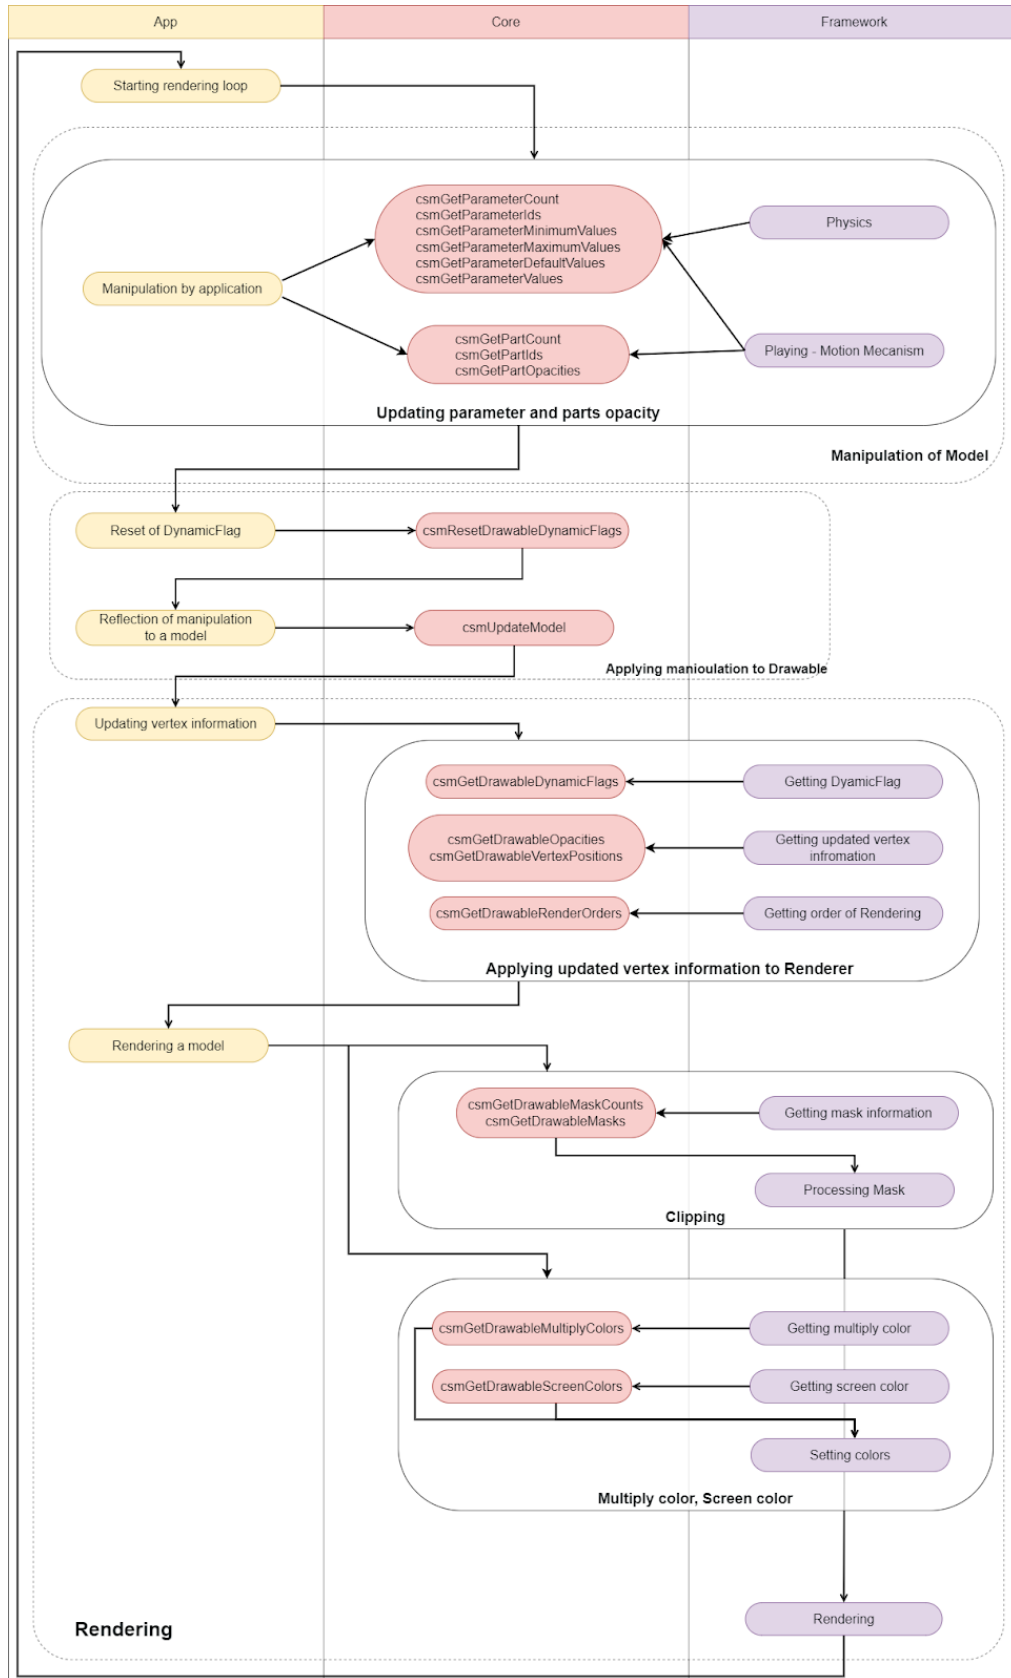 App
Core
Framework
Starting rendering loop
csmGetParameterCount
csmGetParameterIds
csmGetParameterMinimumValues
csmGetParameterMaximumValues
csmGetParameterDefaultValues
csmGetParameterValues
Physics
Manipulation by application
csmGetPartCount
csmGetPartIds
csmGetPartOpacities
Playing - Motion Mecanism
Updating parameter and parts opacity
Manipulation of Model
Reset of DynamicFlag
csmResetDrawableDynamicFlags
Reflection of manipulation
to a model
csmUpdateModel
Applying manioulation to Drawable
Updating vertex information
csmGetDrawableDynamicFlags
Getting DyamicFlag
csmGetDrawableOpacities
csmGetDrawableVertexPositions
Getting updated vertex
infromation
csmGetDrawableRenderOrders
Getting order of Rendering
Applying updated vertex information to Renderer
Rendering a model
csmGetDrawableMaskCounts
csmGetDrawableMasks
Getting mask information
Processing Mask
Clipping
csmGetDrawableMultiplyColors
Getting multiply color
csmGetDrawableScreenColors
Getting screen color
Setting colors
Multiply color, Screen color
Rendering
Rendering